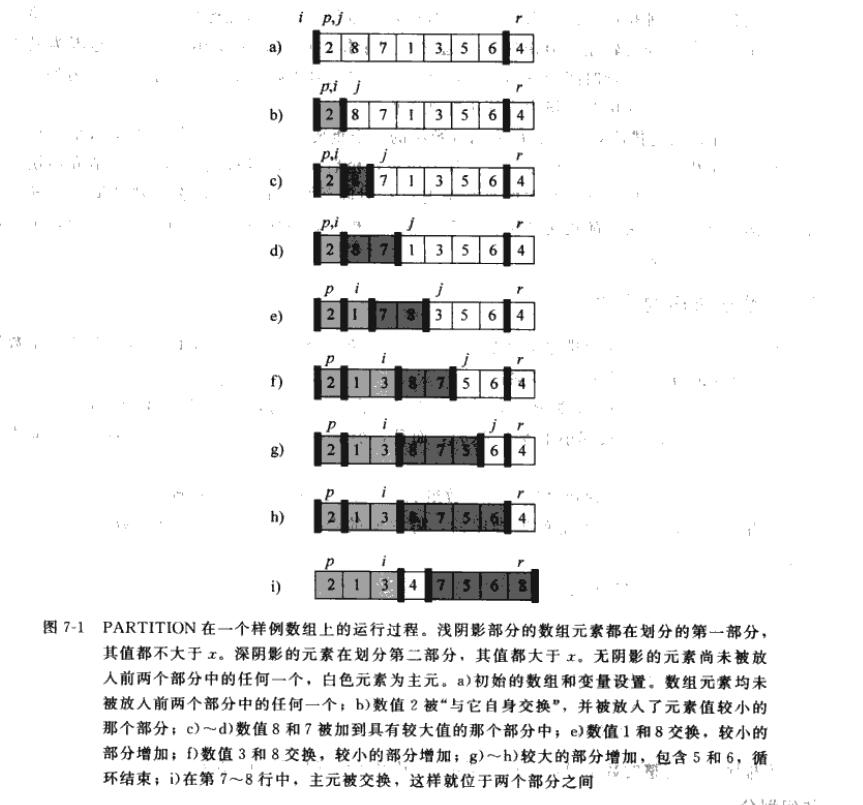 i p,j r
a) 2 8 7 1 3 5 6 4
p,i j r
b) 2 8 7 1 3 5 6 4
p,i j r
c) 2 7 1 3 5 6 4
p,i j r
d) 2 8 7 1 3 5 6 4
p i j r
e) 2 1 7 8 3 5 6 4
p i j r
f) 2 1 3 8 7 5 6 4
p i j r
g) 2 1 3 8 7 5 6 4
p i r
h) 2 1 3 7 5 6 4
p i r
i) 2 1 3 4 7 5 6 8
图 7-1 PARTITION 在一个样例数组上的运行过程。浅阴影部分的数组元素都在划分的第一部分，
其值都不大于 x。深阴影的元素在划分第二部分，其值都大于 x。无阴影的元素尚未被放
入前两个部分中的任何一个，白色元素为主元。a)初始的数组和变量设置。数组元素均未
被放入前两个部分中的任何一个；b)数值 2 被“与它自身交换”，并被放入了元素值较小的
那个部分；c)～d)数值 8 和 7 被加到具有较大值的那个部分中；e)数值 1 和 8 交换，较小的
部分增加；f)数值 3 和 8 交换，较小的部分增加；g)～h)较大的部分增加，包含 5 和 6，循
环结束；i)在第 7～8 行中，主元被交换，这样就位于两个部分之间